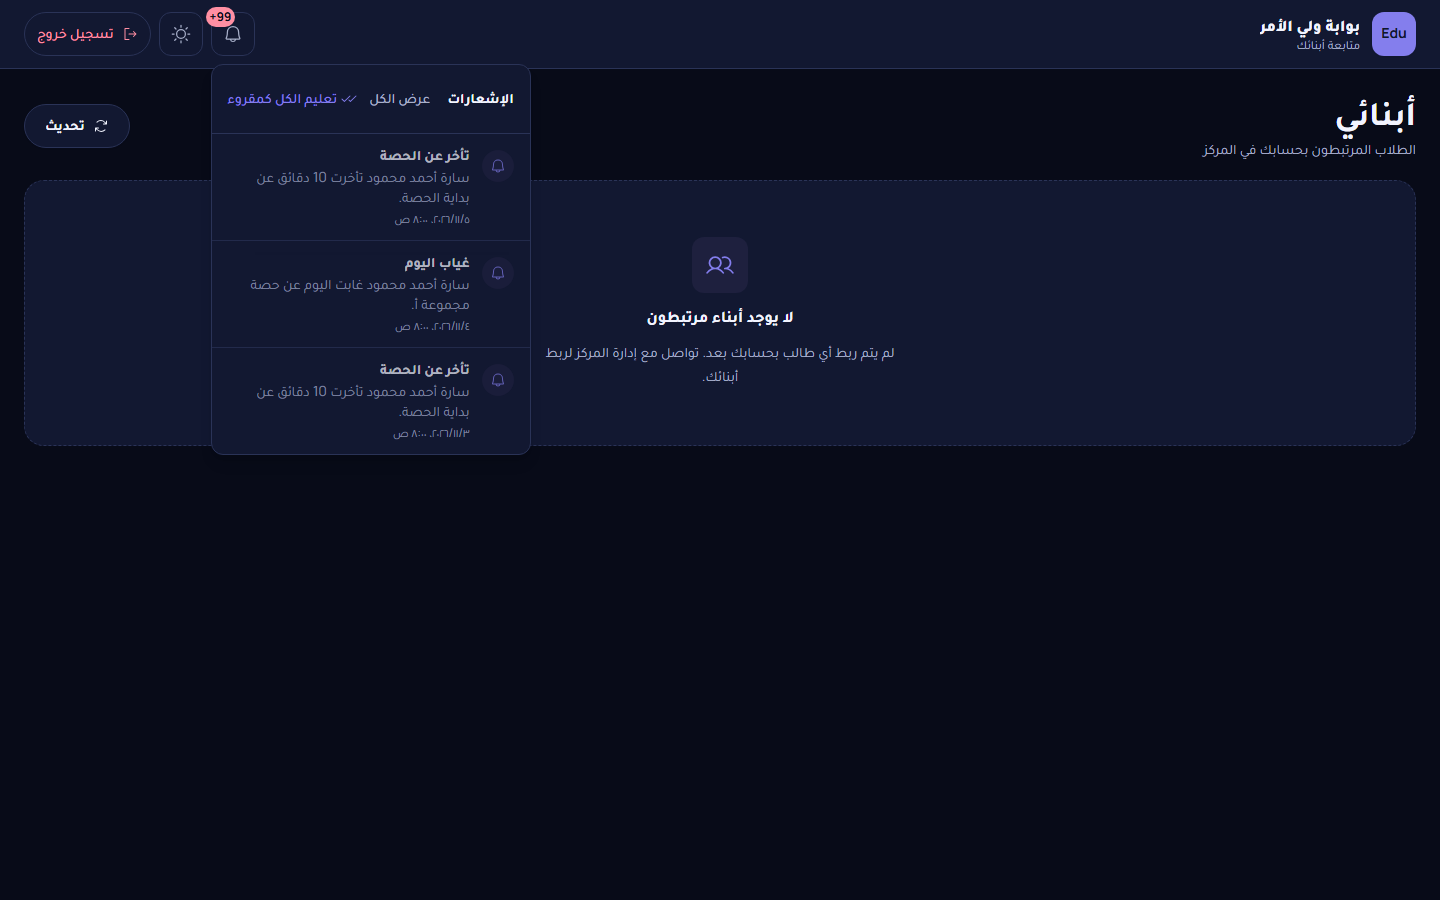 Edu
بوابة ولي الأمر
متابعة أبنائك
+99
تسجيل خروج
أبنائي
الطلاب المرتبطون بحسابك في المركز
تحديث
الإشعارات
عرض الكل
تعليم الكل كمقروء
تأخر عن الحصة
سارة أحمد محمود تأخرت 10 دقائق عن
بداية الحصة.
٢٠٢٦/١١/٥، ٨:٠٠ ص
غياب اليوم
سارة أحمد محمود غابت اليوم عن حصة
مجموعة أ.
٢٠٢٦/١١/٤، ٨:٠٠ ص
تأخر عن الحصة
سارة أحمد محمود تأخرت 10 دقائق عن
بداية الحصة.
٢٠٢٦/١١/٣، ٨:٠٠ ص
لا يوجد أبناء مرتبطون
لم يتم ربط أي طالب بحسابك بعد. تواصل مع إدارة المركز لربط
أبنائك.